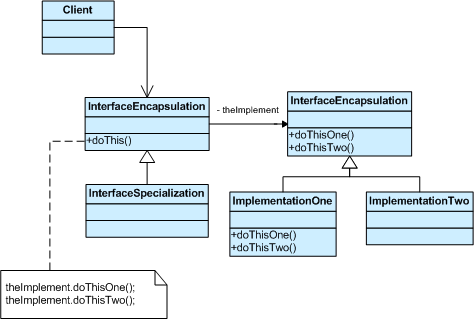 Client
InterfaceEncapsulation
+doThis()
- theImplement
InterfaceEncapsulation
+doThisOne()
+doThisTwo()
InterfaceSpecialization
ImplementationOne
+doThisOne()
+doThisTwo()
ImplementationTwo
theImplement.doThisOne();
theImplement.doThisTwo();